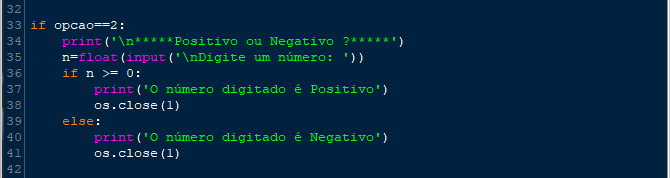 32
33 if opcao==2:
34     print('\n*****Positivo ou Negativo ?*****')
35     n=float(input('\nDigite um número: '))
36     if n >= 0:
37         print('O número digitado é Positivo')
38         os.close(1)
39     else:
40         print('O número digitado é Negativo')
41         os.close(1)
42